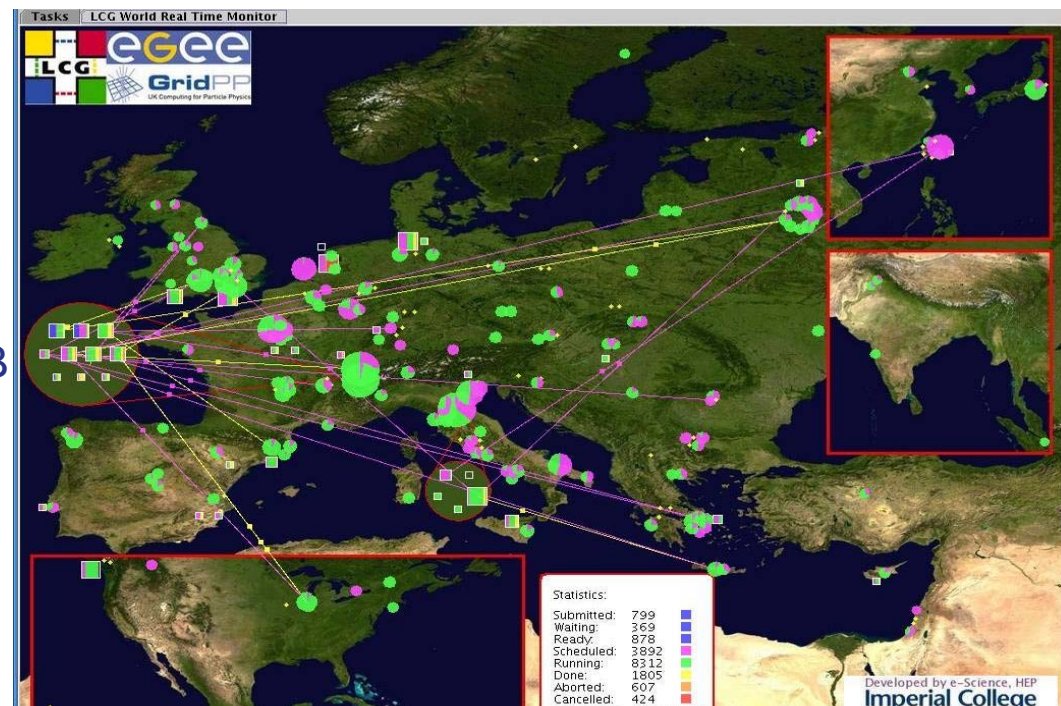 Tasks LCG World Real Time Monitor
LCG
egee
GridPP
UK Computing for Particle Physics
3
Statistics:
Submitted: 799
Waiting: 369
Ready: 878
Scheduled: 3892
Running: 8312
Done: 1805
Aborted: 607
Cancelled: 424
Developed by e-Science, HEP
Imperial College